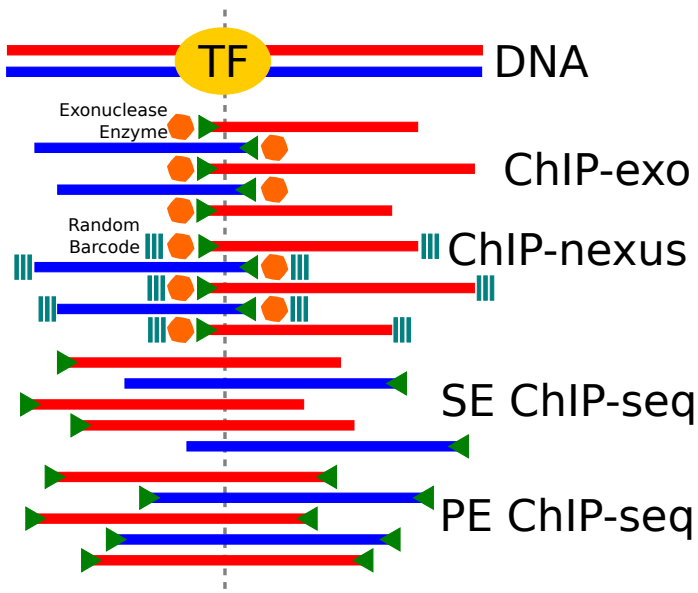 TF
DNA
Exonuclease
Enzyme
ChIP-exo
Random
Barcode
ChIP-nexus
SE ChIP-seq
PE ChIP-seq